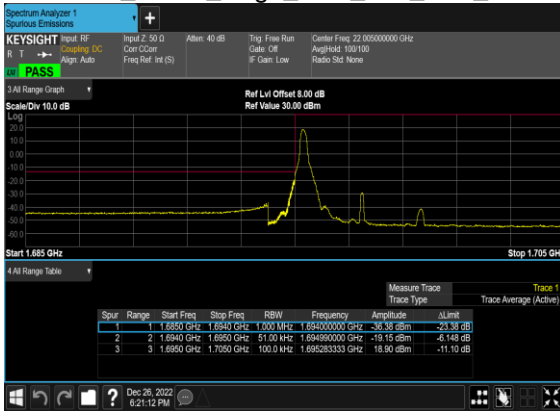 Spectrum Analyzer 1
Spurious Emissions
+
KEYSIGHT Input: RF Input Z: 50 Ω Atten: 40 dB Trig: Free Run Center Freq: 22.005000000 GHz
R T Coupling: DC Corr CCorr Gate: Off Avg|Hold: 100/100
Align: Auto Freq Ref: Int (S) IF Gain: Low Radio Std: None
PASS
3 All Range Graph
Ref Lvl Offset 8.00 dB
Scale/Div 10.0 dB Ref Value 30.00 dBm
Log
20.0
10.0
0.00
-10.0
-20.0
-30.0
-40.0
-50.0
-60.0
Start 1.685 GHz Stop 1.705 GH
4 All Range Table
Measure Trace Trace 1
Trace Type Trace Average (Active)
Spur Range Start Freq Stop Freq RBW Frequency Amplitude ΔLimit
1 1 1.6850 GHz 1.6940 GHz 1.000 MHz 1.694000000 GHz -36.38 dBm -23.38 dB
2 2 1.6940 GHz 1.6950 GHz 51.00 kHz 1.694990000 GHz -19.15 dBm -6.148 dB
3 3 1.6950 GHz 1.7050 GHz 100.0 kHz 1.695283333 GHz 18.90 dBm -11.10 dB
?
Dec 26, 2022
6:21:12 PM